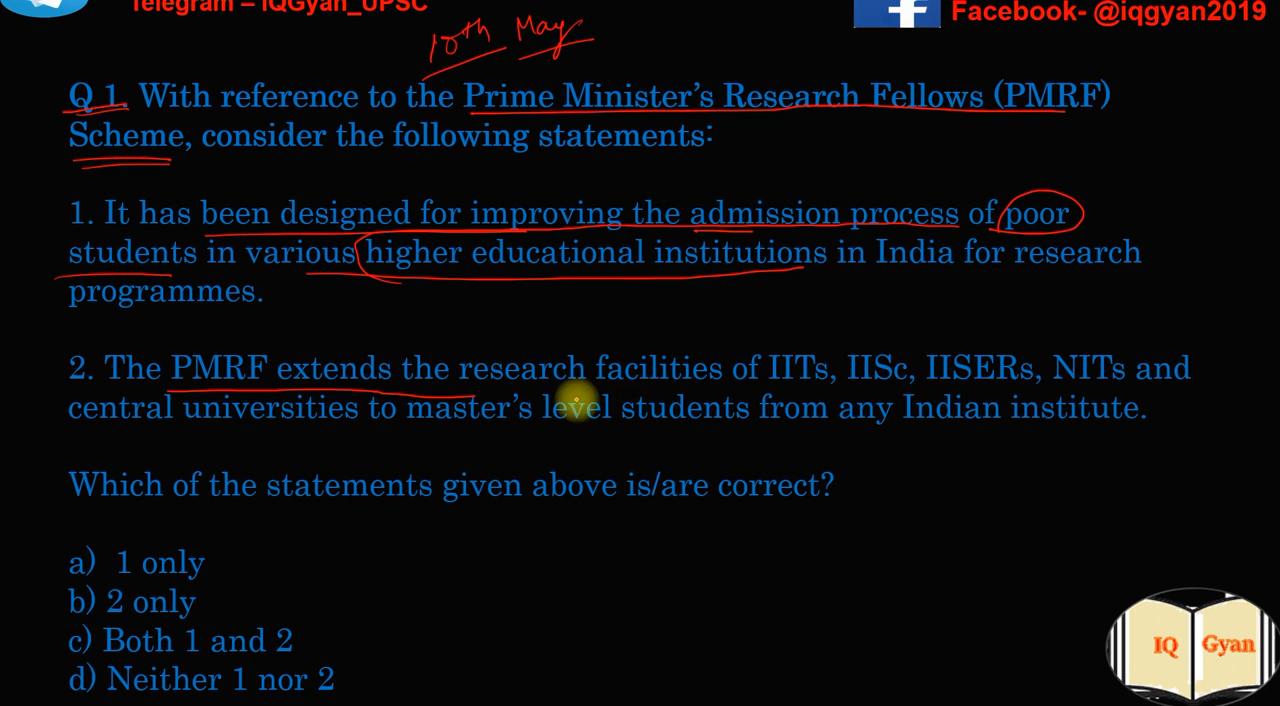 Telegram – IQGyan_UPSC
Facebook- @iqgyan2019
10th May
Q 1. With reference to the Prime Minister’s Research Fellows (PMRF)
Scheme, consider the following statements:
1. It has been designed for improving the admission process of poor
students in various higher educational institutions in India for research
programmes.
2. The PMRF extends the research facilities of IITs, IISc, IISERs, NITs and
central universities to master’s level students from any Indian institute.
Which of the statements given above is/are correct?
a) 1 only
b) 2 only
c) Both 1 and 2
d) Neither 1 nor 2
IQ Gyan